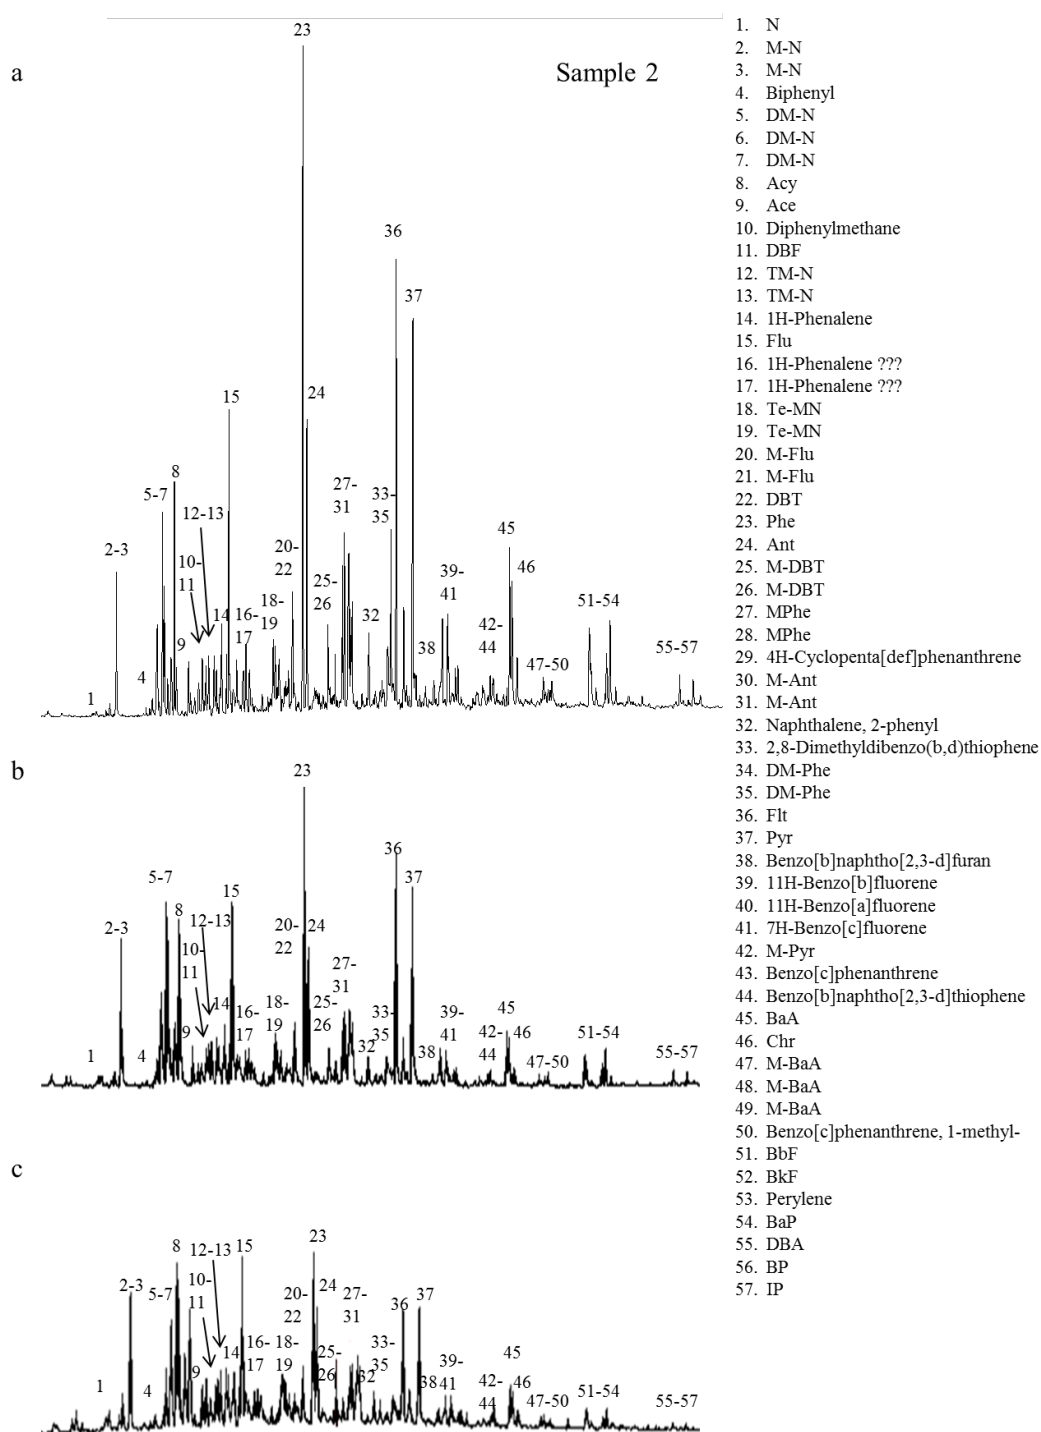 a
Sample 2
23
36
37
24
15
8
5-7
12-13
2-3
10-
11
9
14
16-
17
18-
19
20-
22
25-
26
27-
31
32
33-
35
38
39-
41
42-
44
45
46
47-50
51-54
55-57
4
1
b
23
36
37
5-7
8
12-13
15
2-3
10-
11
9
14
16-
17
18-
19
20-
22
24
25-
26
27-
31
32
33-
35
38
39-
41
42-
44
45
46
47-50
51-54
55-57
4
1
c
23
8
12-13
15
2-3
5-7
10-
11
9
14
16-
17
18-
19
20-
22
24
25-
26
27-
31
32
33-
35
36
37
38
39-
41
42-
44
45
46
47-50
51-54
55-57
4
1
1. N
2. M-N
3. M-N
4. Biphenyl
5. DM-N
6. DM-N
7. DM-N
8. Acy
9. Ace
10. Diphenylmethane
11. DBF
12. TM-N
13. TM-N
14. 1H-Phenalene
15. Flu
16. 1H-Phenalene ???
17. 1H-Phenalene ???
18. Te-MN
19. Te-MN
20. M-Flu
21. M-Flu
22. DBT
23. Phe
24. Ant
25. M-DBT
26. M-DBT
27. MPhe
28. MPhe
29. 4H-Cyclopenta[def]phenanthrene
30. M-Ant
31. M-Ant
32. Naphthalene, 2-phenyl
33. 2,8-Dimethyldibenzo(b,d)thiophene
34. DM-Phe
35. DM-Phe
36. Flt
37. Pyr
38. Benzo[b]naphtho[2,3-d]furan
39. 11H-Benzo[b]fluorene
40. 11H-Benzo[a]fluorene
41. 7H-Benzo[c]fluorene
42. M-Pyr
43. Benzo[c]phenanthrene
44. Benzo[b]naphtho[2,3-d]thiophene
45. BaA
46. Chr
47. M-BaA
48. M-BaA
49. M-BaA
50. Benzo[c]phenanthrene, 1-methyl-
51. BbF
52. BkF
53. Perylene
54. BaP
55. DBA
56. BP
57. IP